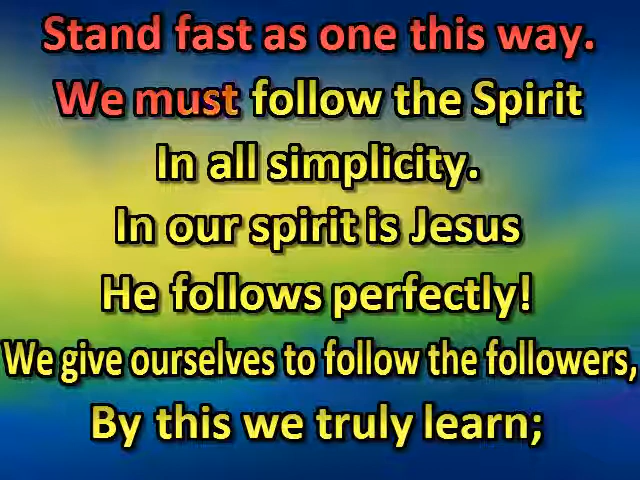 Stand fast as one this way.
We must follow the Spirit
In all simplicity.
In our spirit is Jesus
He follows perfectly!
We give ourselves to follow the followers,
By this we truly learn;